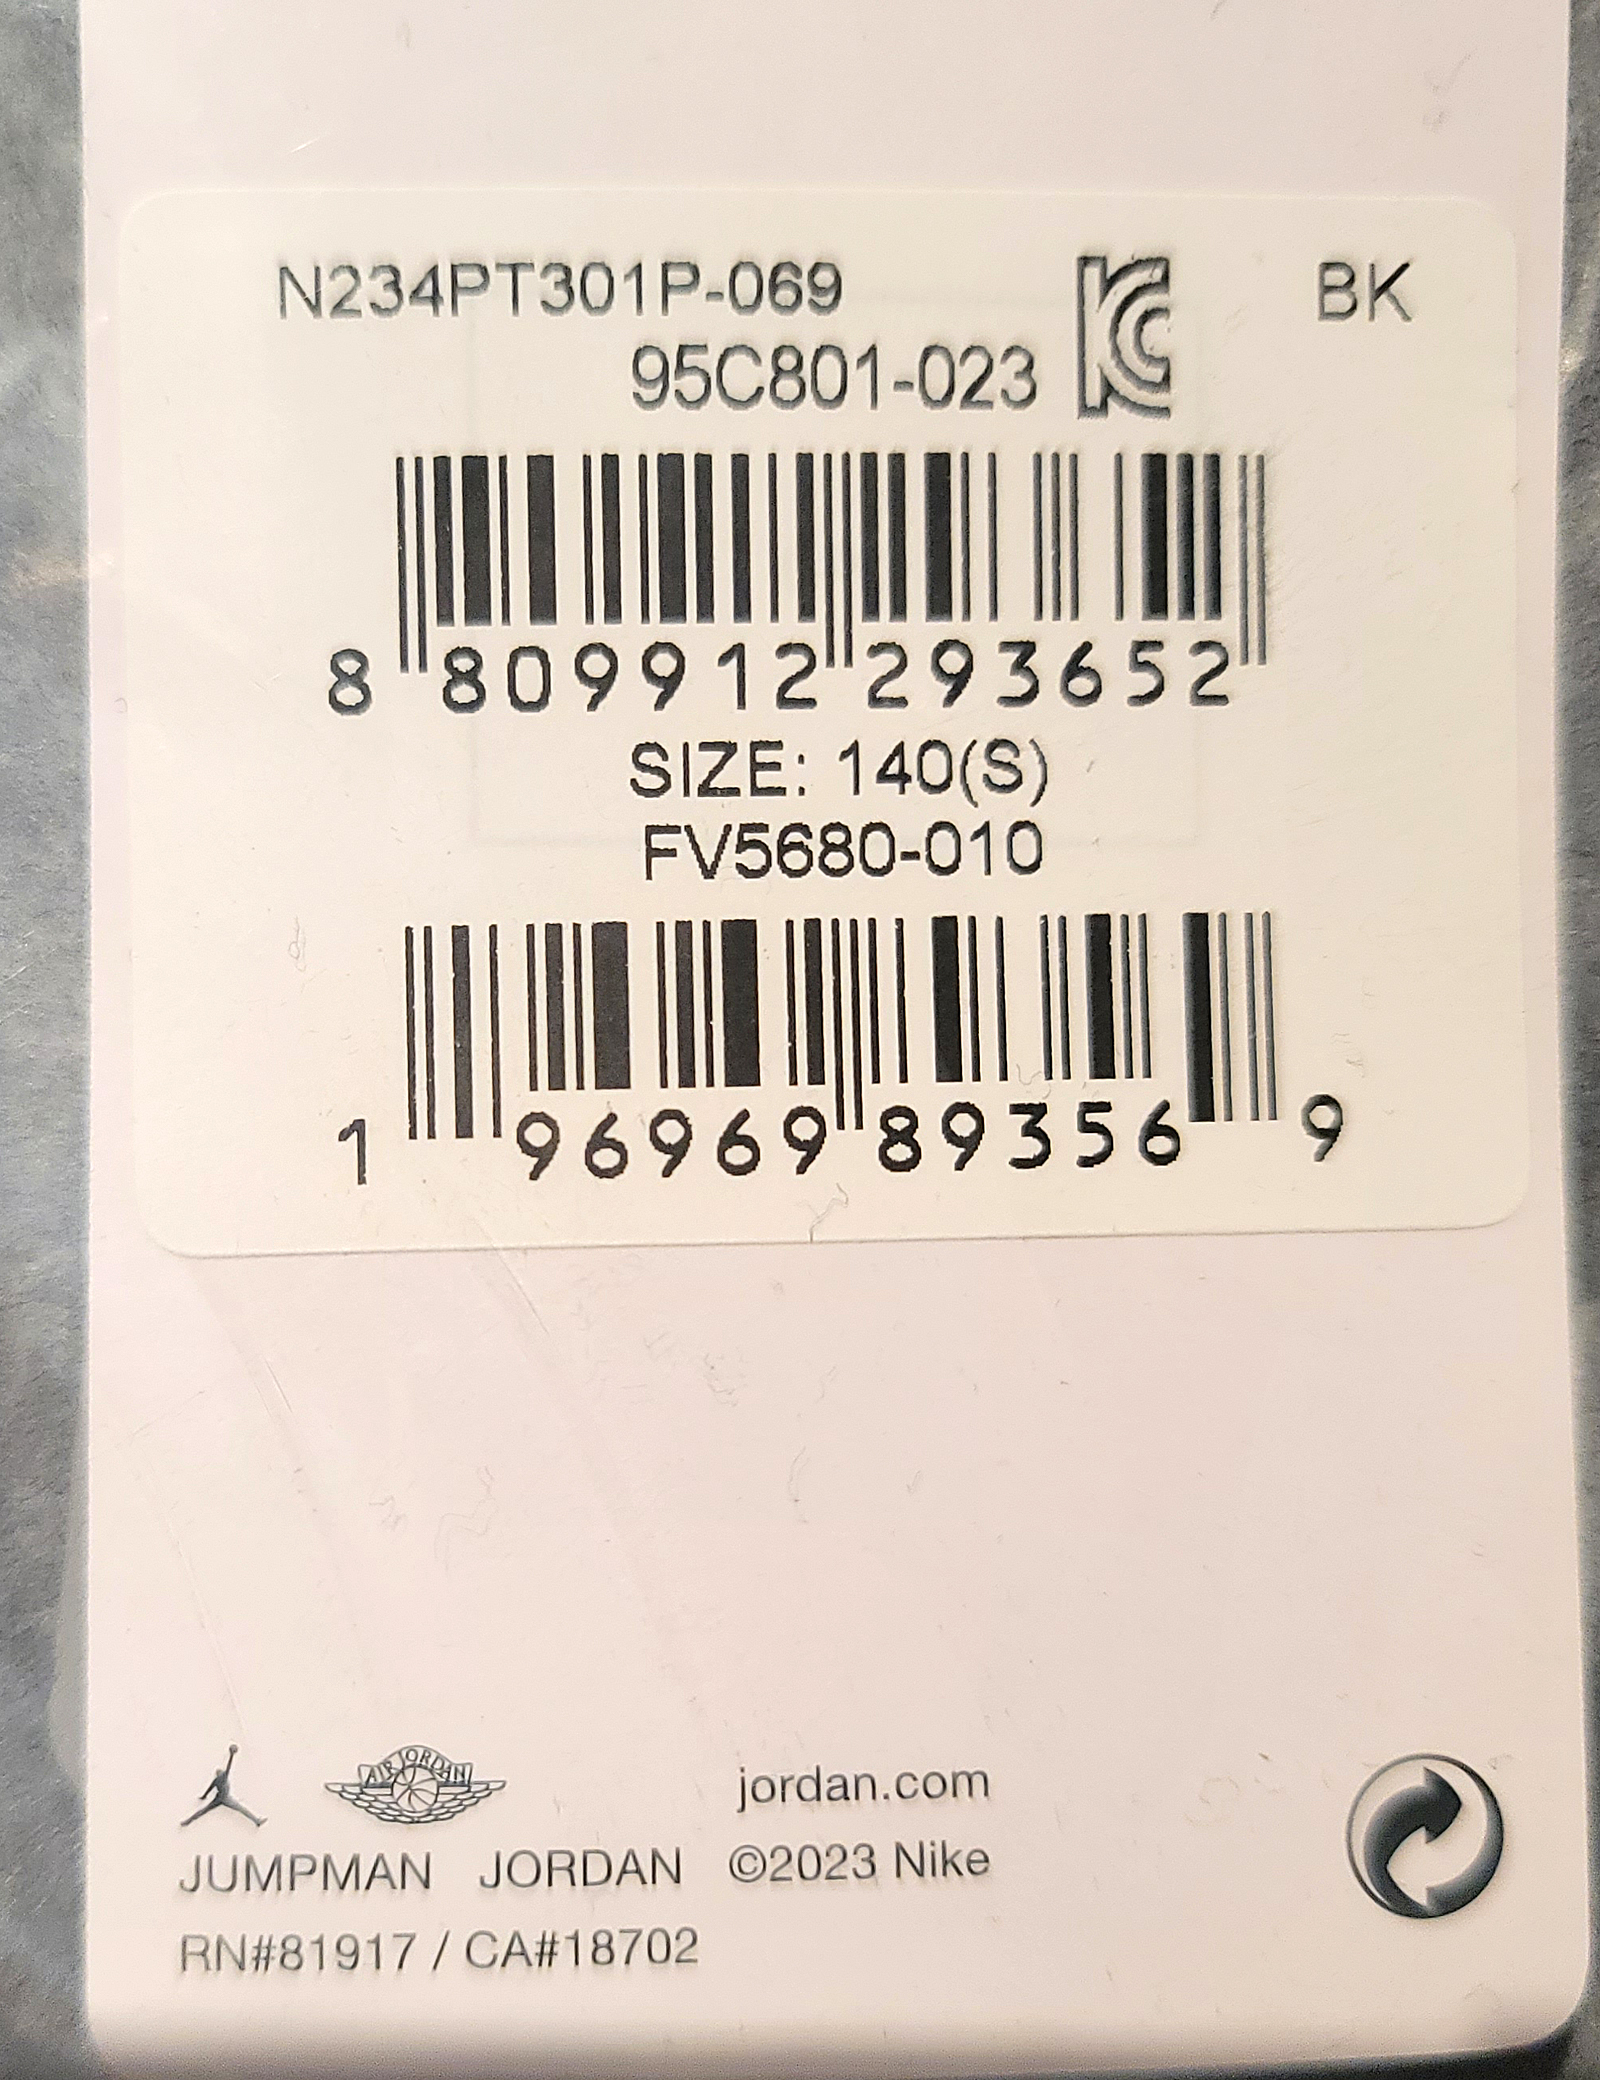 N234PT301P-069 BK
95C801-023
8 809912 293652
SIZE: 140(S)
FV5680-010
1 96969 89356 9
AIR JORDAN
jordan.com
JUMPMAN JORDAN ©2023 Nike
RN#81917 / CA#18702